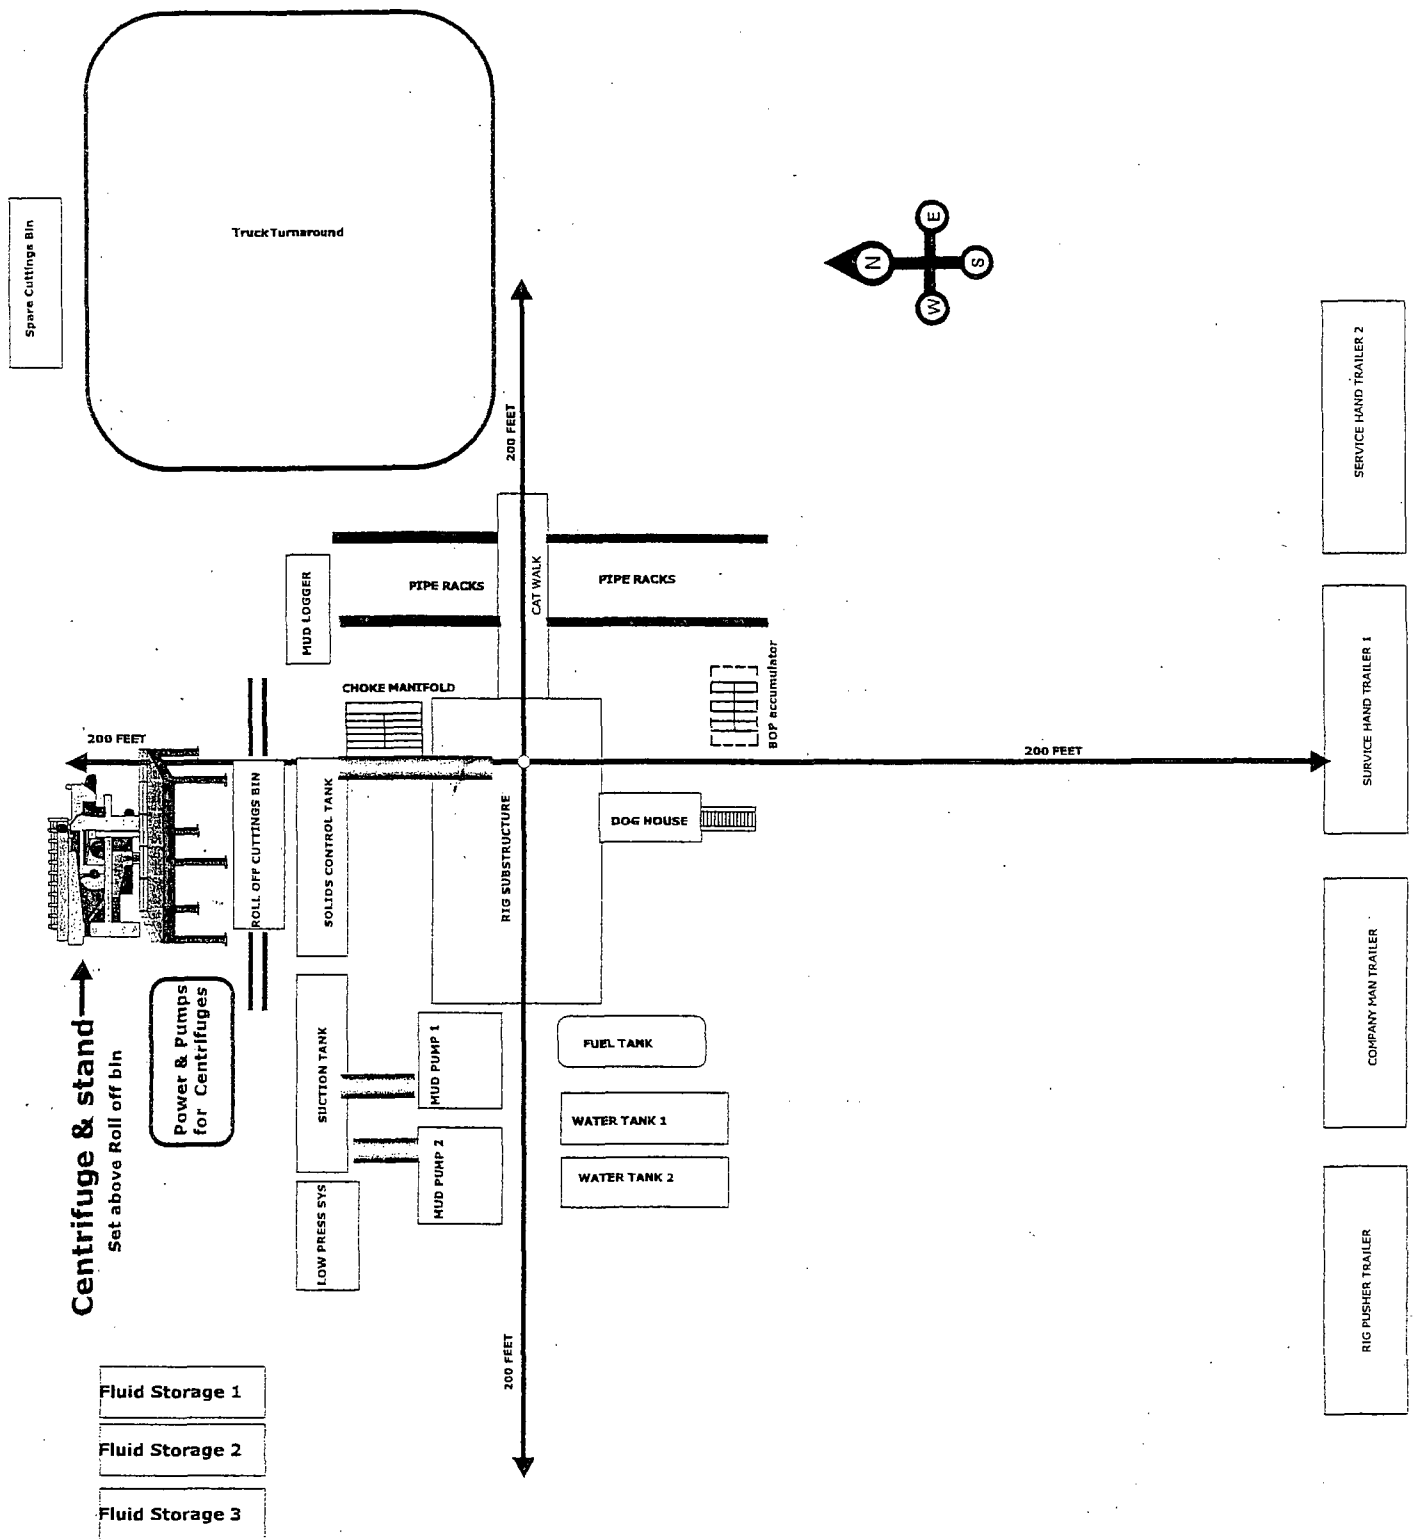 Spare Cuttings Bin
TruckTurnaround
N
E
S
W
200 FEET
SERVICE HAND TRAILER 2
PIPE RACKS
PIPE RACKS
CAT WALK
MUD LOGGER
CHOKE MANIFOLD
BOP accumulator
200 FEET
200 FEET
SURVICE HAND TRAILER 1
ROLL OFF CUTTINGS BIN
SOLIDS CONTROL TANK
RIG SUBSTRUCTURE
DOG HOUSE
Centrifuge & stand
Set above Roll off bin
Power & Pumps
for Centrifuges
SUCTION TANK
MUD PUMP 1
FUEL TANK
COMPANY MAN TRAILER
WATER TANK 1
MUD PUMP 2
WATER TANK 2
LOW PRESS SYS
RIG PUSHER TRAILER
200 FEET
Fluid Storage 1
Fluid Storage 2
Fluid Storage 3